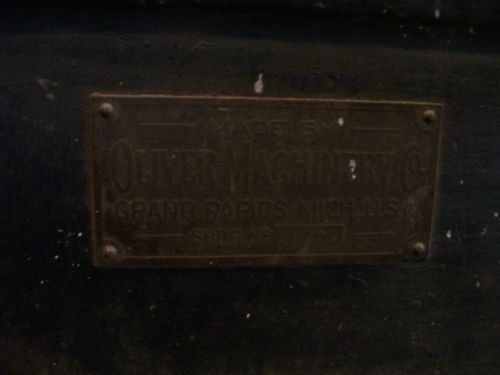 MADE BY
OLIVER MACHINERY CO
GRAND RAPIDS, MICH. U.S.A.
SHOP Nº